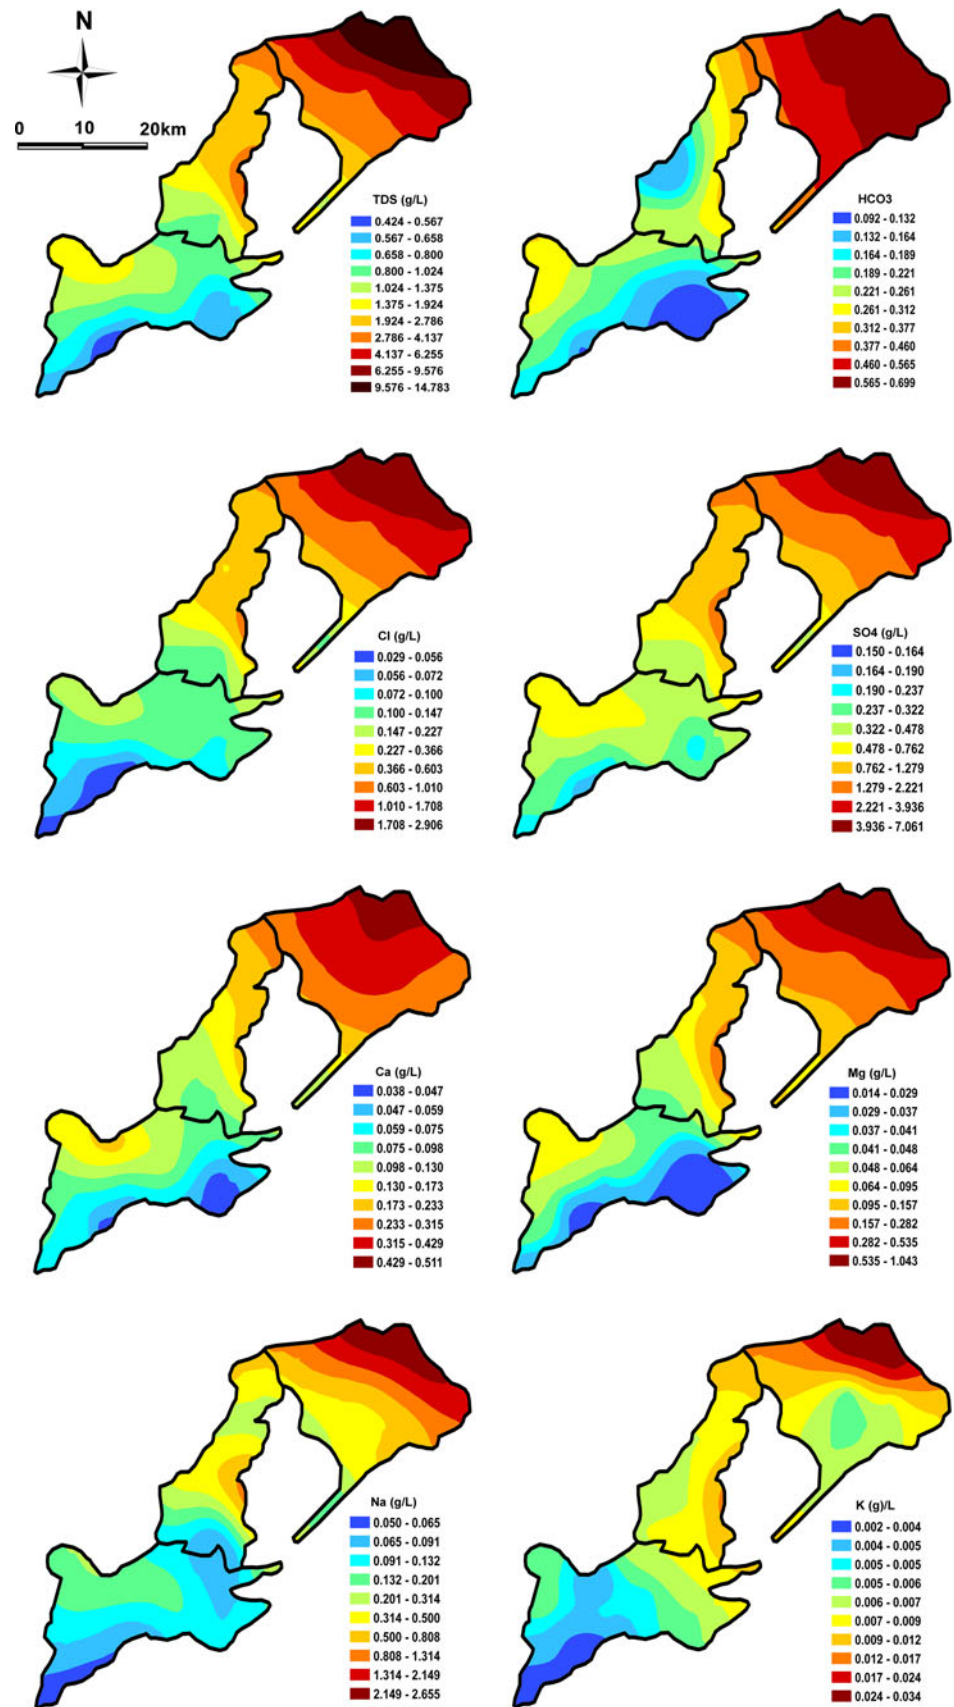 N
0 10 20km
TDS (g/L)
0.424 - 0.567
0.567 - 0.658
0.658 - 0.800
0.800 - 1.024
1.024 - 1.375
1.375 - 1.924
1.924 - 2.786
2.786 - 4.137
4.137 - 6.255
6.255 - 9.576
9.576 - 14.783
HCO3
0.092 - 0.132
0.132 - 0.164
0.164 - 0.189
0.189 - 0.221
0.221 - 0.261
0.261 - 0.312
0.312 - 0.377
0.377 - 0.460
0.460 - 0.565
0.565 - 0.699
Cl (g/L)
0.029 - 0.056
0.056 - 0.072
0.072 - 0.100
0.100 - 0.147
0.147 - 0.227
0.227 - 0.366
0.366 - 0.603
0.603 - 1.010
1.010 - 1.708
1.708 - 2.906
SO4 (g/L)
0.150 - 0.164
0.164 - 0.190
0.190 - 0.237
0.237 - 0.322
0.322 - 0.478
0.478 - 0.762
0.762 - 1.279
1.279 - 2.221
2.221 - 3.936
3.936 - 7.061
Ca (g/L)
0.038 - 0.047
0.047 - 0.059
0.059 - 0.075
0.075 - 0.098
0.098 - 0.130
0.130 - 0.173
0.173 - 0.233
0.233 - 0.315
0.315 - 0.429
0.429 - 0.511
Mg (g/L)
0.014 - 0.029
0.029 - 0.037
0.037 - 0.041
0.041 - 0.048
0.048 - 0.064
0.064 - 0.095
0.095 - 0.157
0.157 - 0.282
0.282 - 0.535
0.535 - 1.043
Na (g/L)
0.050 - 0.065
0.065 - 0.091
0.091 - 0.132
0.132 - 0.201
0.201 - 0.314
0.314 - 0.500
0.500 - 0.808
0.808 - 1.314
1.314 - 2.149
2.149 - 2.655
K (g)/L
0.002 - 0.004
0.004 - 0.005
0.005 - 0.005
0.005 - 0.006
0.006 - 0.007
0.007 - 0.009
0.009 - 0.012
0.012 - 0.017
0.017 - 0.024
0.024 - 0.034